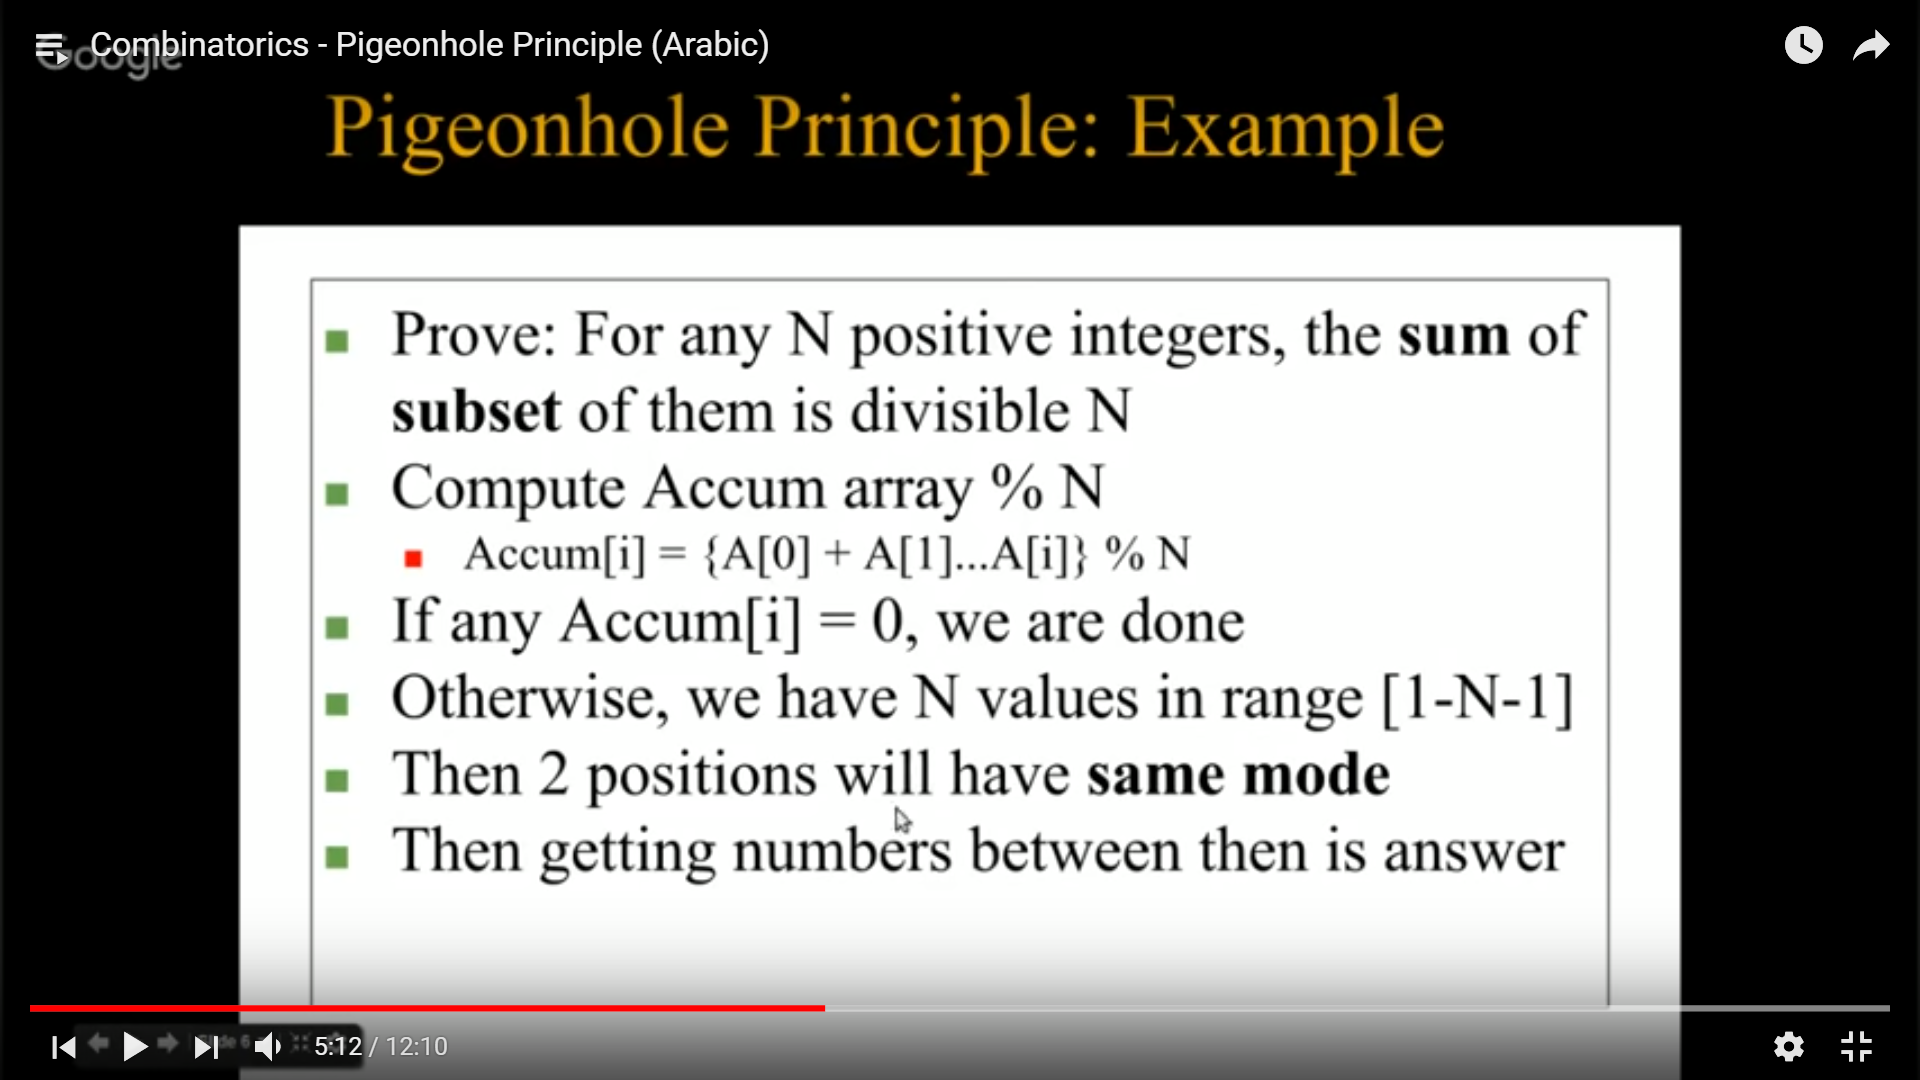 Combinatorics - Pigeonhole Principle (Arabic)
Google
Pigeonhole Principle: Example
Prove: For any N positive integers, the sum of
subset of them is divisible N
Compute Accum array % N
Accum[i] = {A[0] + A[1]...A[i]} % N
If any Accum[i] = 0, we are done
Otherwise, we have N values in range [1-N-1]
Then 2 positions will have same mode
Then getting numbers between then is answer
5:12 / 12:10